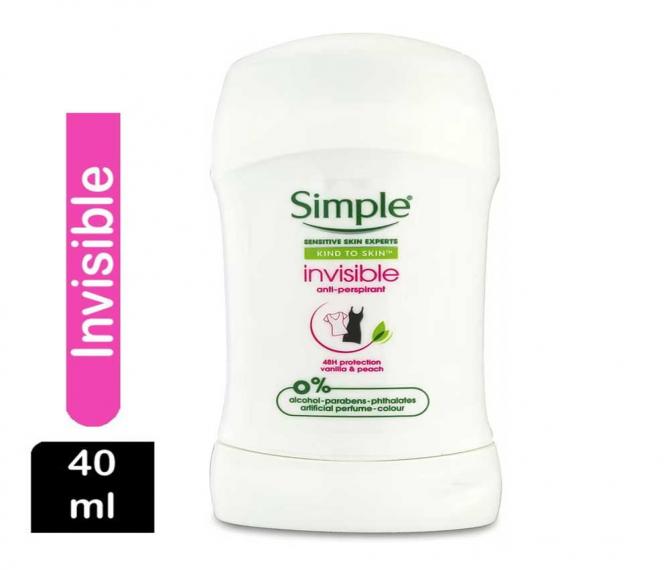 Invisible
40
ml
Simple®
SENSITIVE SKIN EXPERTS
KIND TO SKIN™
invisible
anti-perspirant
48H protection
vanilla & peach
0%
alcohol-parabens-phthalates
artificial perfume-colour